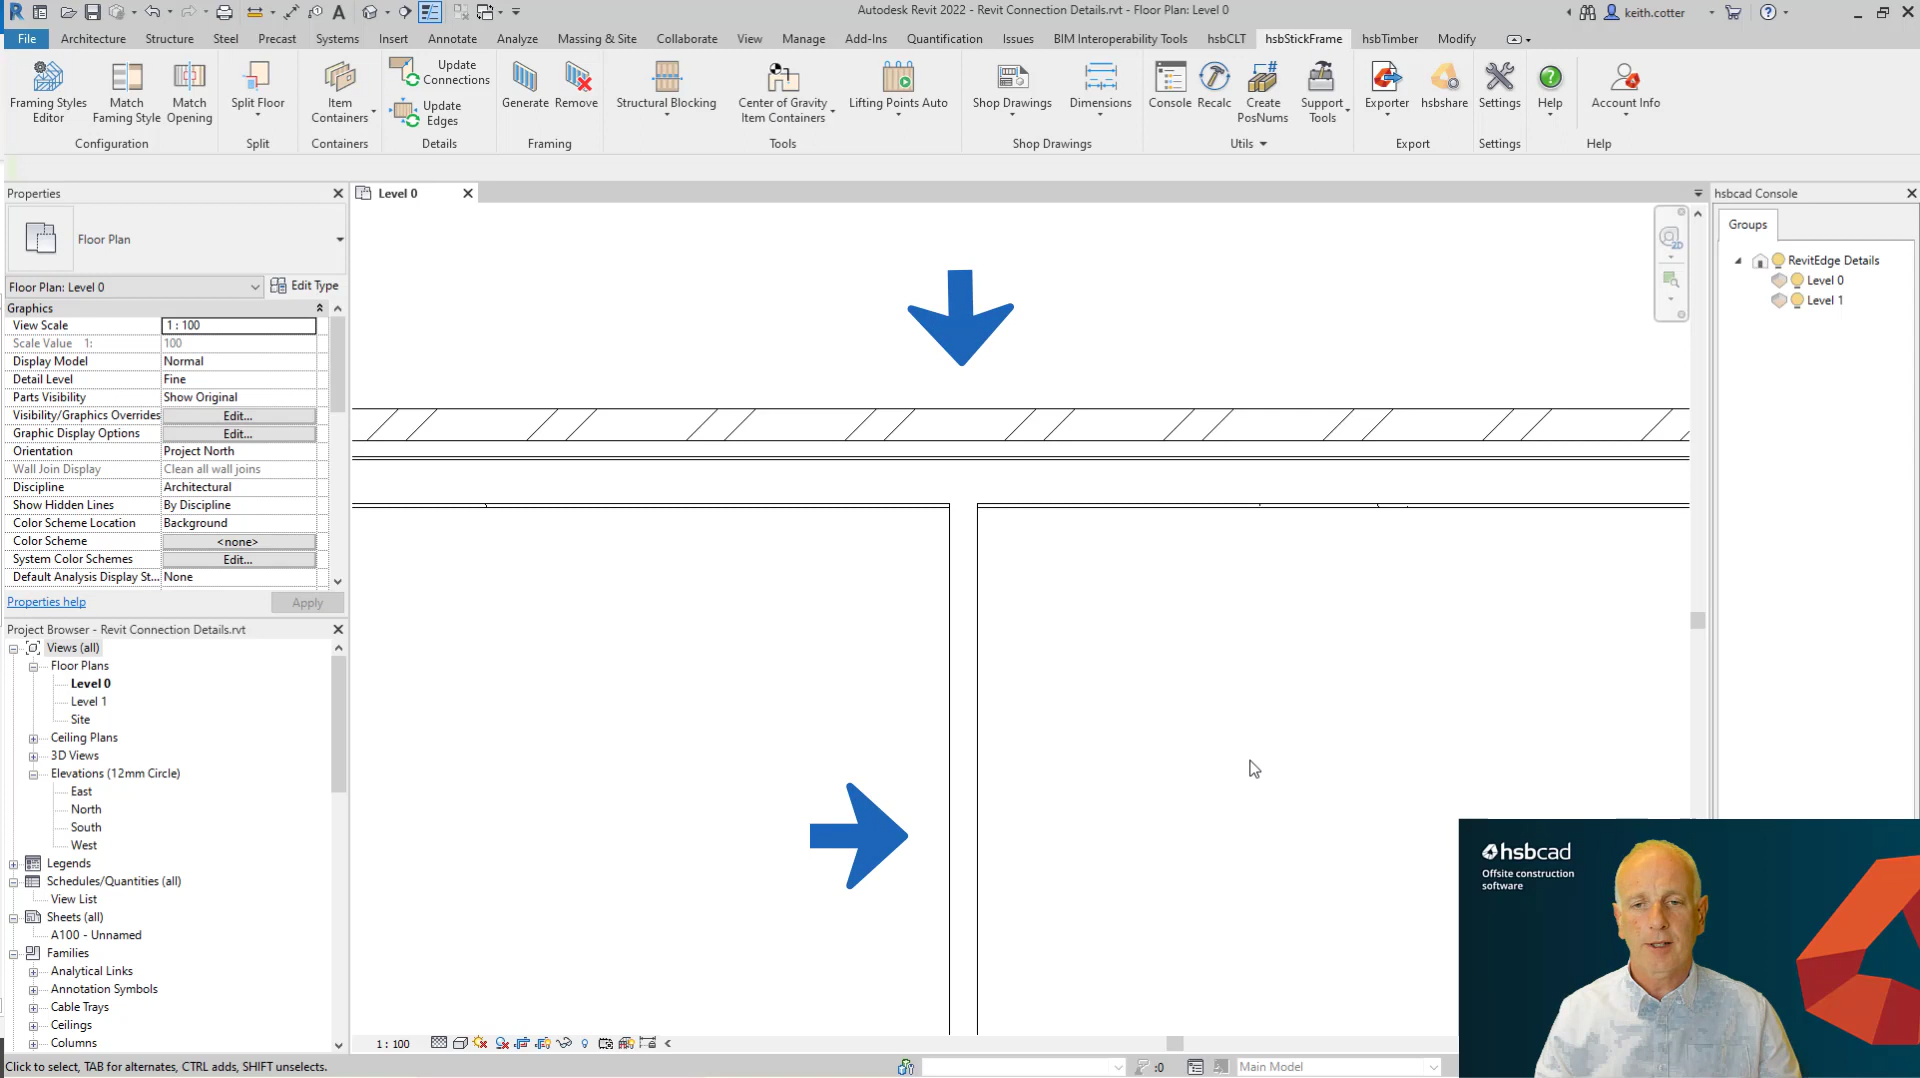 Autodesk Revit 2022 - Revit Connection Details.rvt - Floor Plan: Level 0
keith.cotter
File Architecture Structure Steel Precast Systems Insert Annotate Analyze Massing & Site Collaborate View Manage Add-Ins Quantification Issues BIM Interoperability Tools hsbCLT hsbStickFrame hsbTimber Modify
Framing Styles Editor
Match Framing Style
Match Opening
Split Floor
Item Containers
Update Connections
Update Edges
Generate
Remove
Structural Blocking
Center of Gravity Item Containers
Lifting Points Auto
Shop Drawings
Dimensions
Console
Recalc
Create PosNums
Support Tools
Exporter
hsbshare
Settings
Help
Account Info
Configuration Split Containers Details Framing Tools Shop Drawings Utils Export Settings Help
Properties
Level 0
hsbcad Console
Floor Plan
Groups
RevitEdge Details
Level 0
Level 1
Floor Plan: Level 0
Edit Type
Graphics
View Scale 1 : 100
Scale Value 1: 100
Display Model Normal
Detail Level Fine
Parts Visibility Show Original
Visibility/Graphics Overrides Edit...
Graphic Display Options Edit...
Orientation Project North
Wall Join Display Clean all wall joins
Discipline Architectural
Show Hidden Lines By Discipline
Color Scheme Location Background
Color Scheme <none>
System Color Schemes Edit...
Default Analysis Display St... None
Properties help
Apply
Project Browser - Revit Connection Details.rvt
Views (all)
Floor Plans
Level 0
Level 1
Site
Ceiling Plans
3D Views
Elevations (12mm Circle)
East
North
South
West
Legends
Schedules/Quantities (all)
View List
Sheets (all)
A100 - Unnamed
Families
Analytical Links
Annotation Symbols
Cable Trays
Ceilings
Columns
hsbcad
Offsite construction
software
1 : 100
Click to select, TAB for alternates, CTRL adds, SHIFT unselects.
:0
Main Model